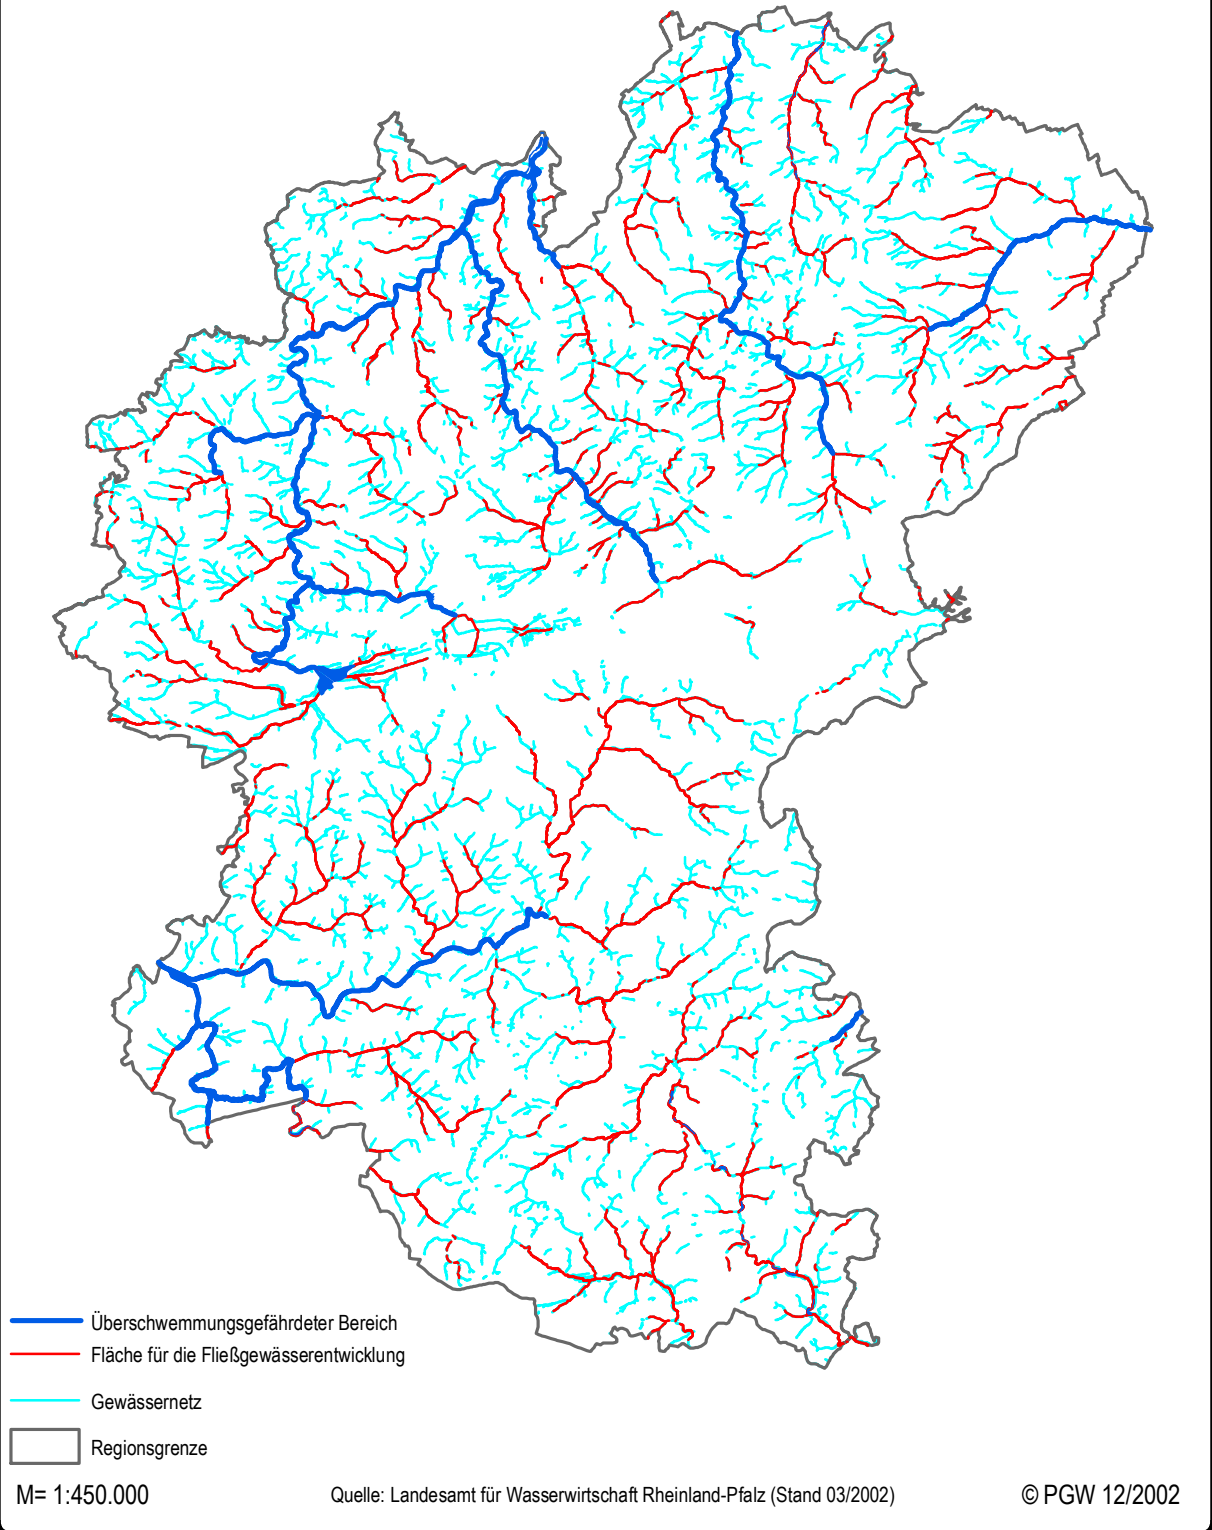 Überschwemmungsgefährdeter Bereich
Fläche für die Fließgewässerentwicklung
Gewässernetz
Regionsgrenze
M= 1:450.000
Quelle: Landesamt für Wasserwirtschaft Rheinland-Pfalz (Stand 03/2002)
© PGW 12/2002